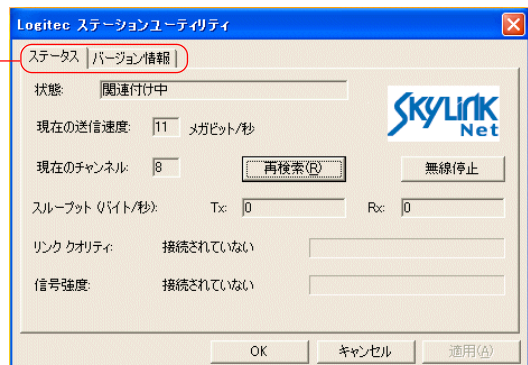 Logitec ステーションユーティリティ
ステータス バージョン情報
状態: 関連付け中
SKYLINK Net
現在の送信速度: 11 メガビット/秒
現在のチャンネル: 8 再検索(R) 無線停止
スループット (バイト/秒): Tx: 0 Rx: 0
リンク クオリティ: 接続されていない
信号強度: 接続されていない
OK キャンセル 適用(A)